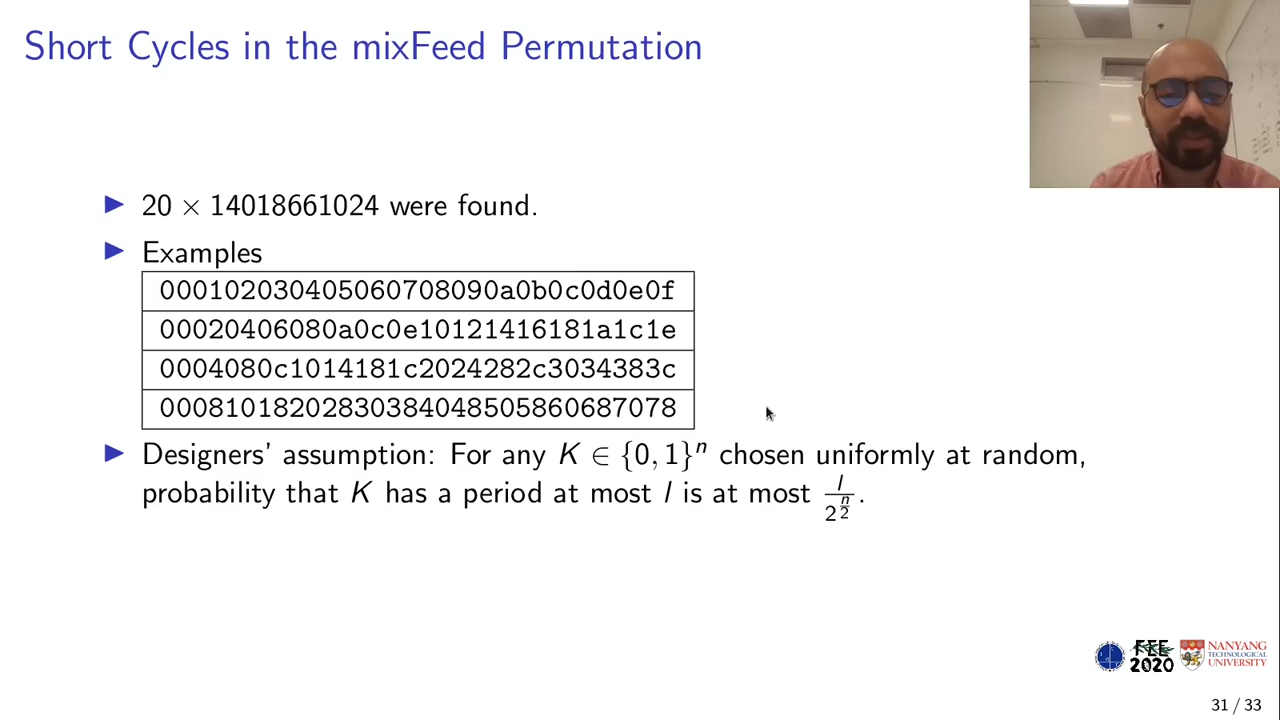 Short Cycles in the mixFeed Permutation
20 × 14018661024 were found.
Examples
000102030405060708090a0b0c0d0e0f
00020406080a0c0e10121416181a1c1e
0004080c1014181c2024282c3034383c
00081018202830384048505860687078
Designers' assumption: For any K ∈ {0, 1}ⁿ chosen uniformly at random,
probability that K has a period at most l is at most l/2^(n/2).
FEE
2020
NANYANG
TECHNOLOGICAL
UNIVERSITY
31 / 33